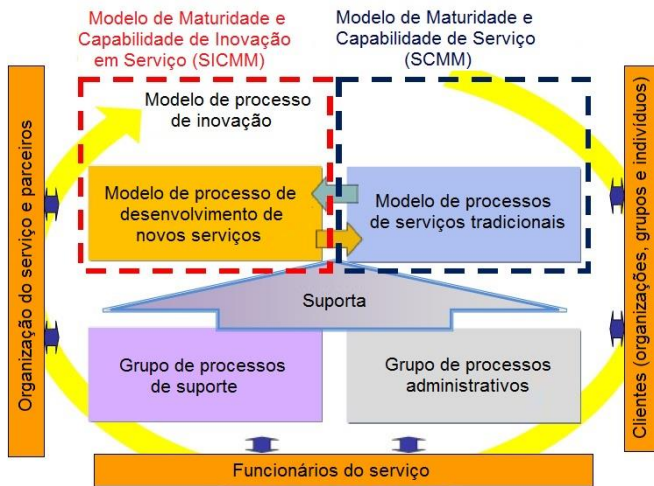 Modelo de Maturidade e
Capabilidade de Inovação
em Serviço (SICMM)
Modelo de Maturidade e
Capabilidade de Serviço
(SCMM)
Modelo de processo
de inovação
Modelo de processo de
desenvolvimento de
novos serviços
Modelo de processos
de serviços tradicionais
Suporta
Grupo de processos
de suporte
Grupo de processos
administrativos
Organização do serviço e parceiros
Clientes (organizações, grupos e indivíduos)
Funcionários do serviço